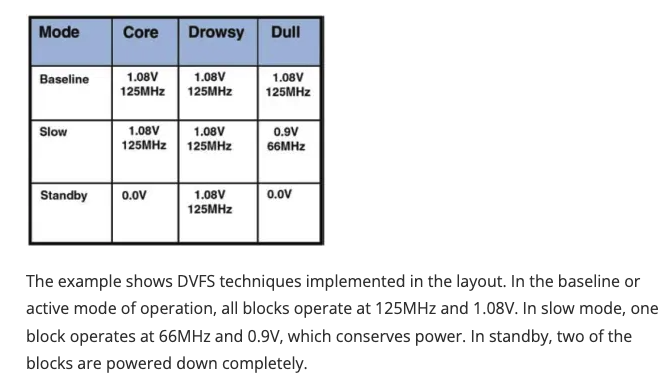 Mode Core Drowsy Dull
Baseline 1.08V 1.08V 1.08V
125MHz 125MHz 125MHz
Slow 1.08V 1.08V 0.9V
125MHz 125MHz 66MHz
Standby 0.0V 1.08V 0.0V
125MHz
The example shows DVFS techniques implemented in the layout. In the baseline or
active mode of operation, all blocks operate at 125MHz and 1.08V. In slow mode, one
block operates at 66MHz and 0.9V, which conserves power. In standby, two of the
blocks are powered down completely.